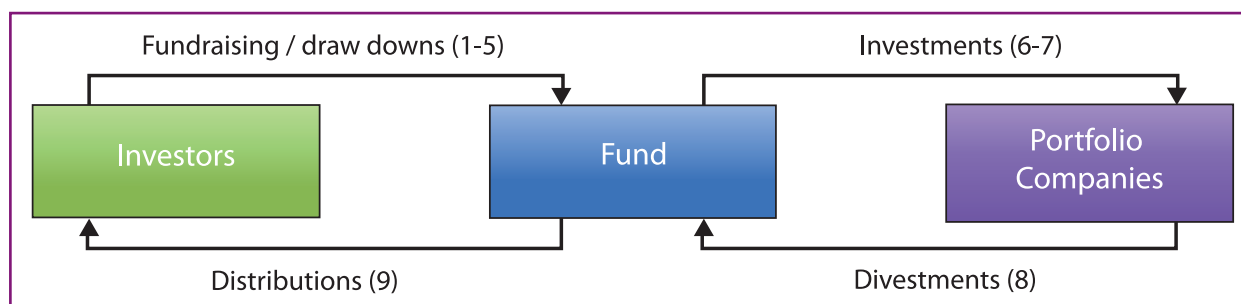 Fundraising / draw downs (1-5)
Investments (6-7)
Investors
Fund
Portfolio
Companies
Distributions (9)
Divestments (8)